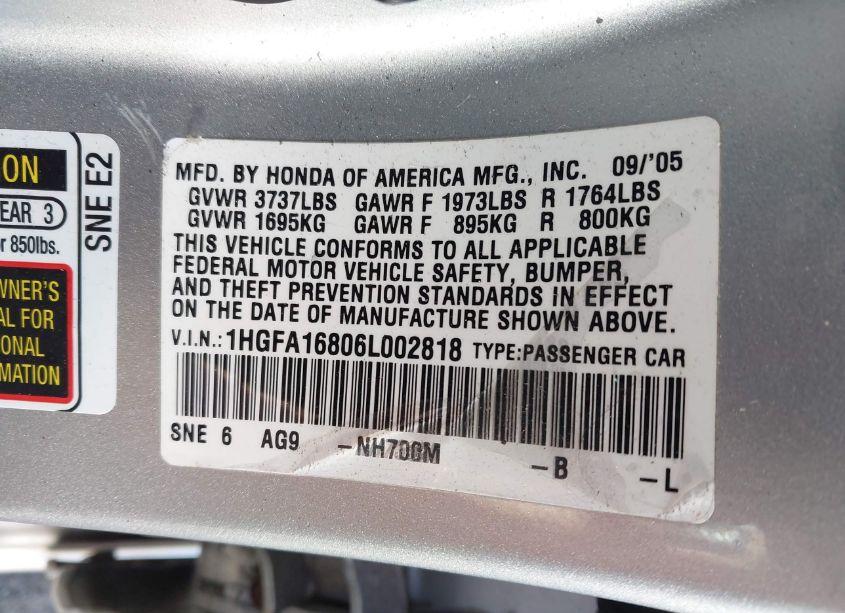 ON
EAR 3
r 850lbs.
WNER'S
AL FOR
IONAL
RMATION
SNE E2
MFD. BY HONDA OF AMERICA MFG., INC. 09/'05
GVWR 3737LBS GAWR F 1973LBS R 1764LBS
GVWR 1695KG GAWR F 895KG R 800KG
THIS VEHICLE CONFORMS TO ALL APPLICABLE
FEDERAL MOTOR VEHICLE SAFETY, BUMPER,
AND THEFT PREVENTION STANDARDS IN EFFECT
ON THE DATE OF MANUFACTURE SHOWN ABOVE.
V.I.N.: 1HGFA16806L002818 TYPE:PASSENGER CAR
SNE 6 AG9 -NH700M -B -L